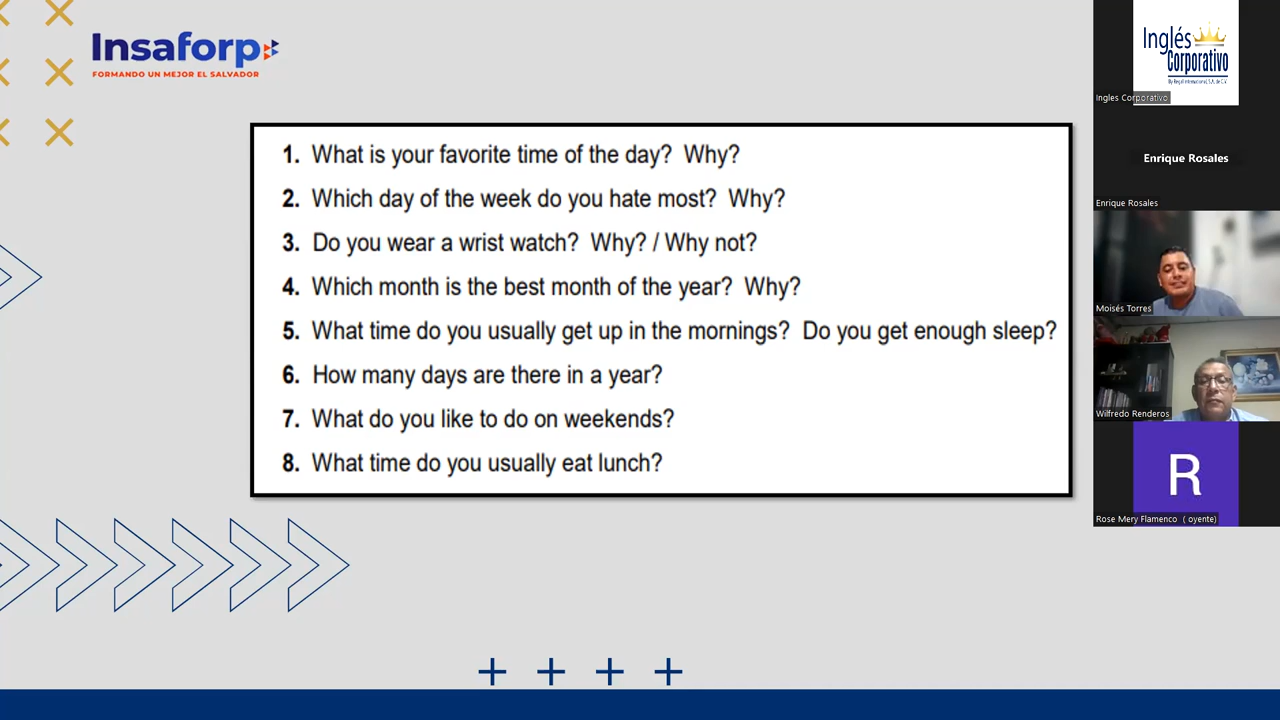 Insaforp
FORMANDO UN MEJOR EL SALVADOR
1. What is your favorite time of the day? Why?
2. Which day of the week do you hate most? Why?
3. Do you wear a wrist watch? Why? / Why not?
4. Which month is the best month of the year? Why?
5. What time do you usually get up in the mornings? Do you get enough sleep?
6. How many days are there in a year?
7. What do you like to do on weekends?
8. What time do you usually eat lunch?
Inglés
Corporativo
By Regal International, S.A. de C.V.
Ingles Corporativo
Enrique Rosales
Enrique Rosales
Moisés Torres
Wilfredo Renderos
R
Rose Mery Flamenco ( oyente)